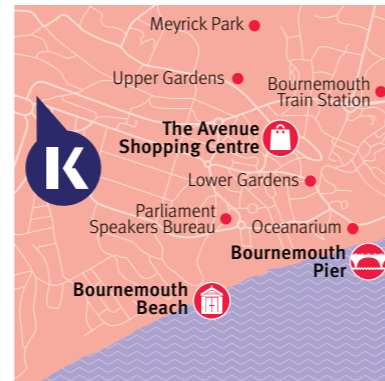 Meyrick Park
Upper Gardens
Bournemouth
Train Station
The Avenue
Shopping Centre
K
Lower Gardens
Parliament
Speakers Bureau
Oceanarium
Bournemouth
Pier
Bournemouth
Beach